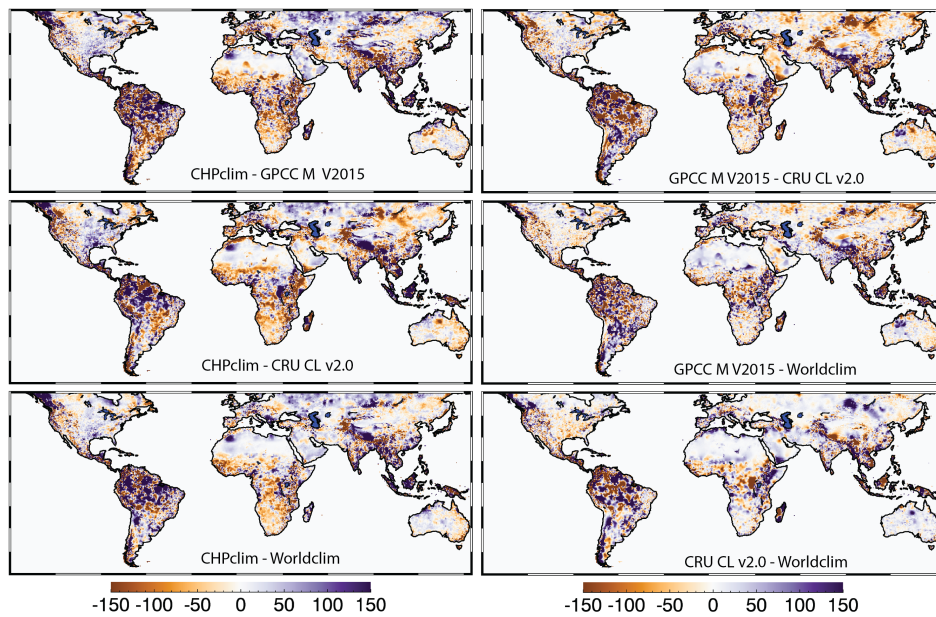 CHPclim - GPCC M V2015
GPCC M V2015 - CRU CL v2.0
CHPclim - CRU CL v2.0
GPCC M V2015 - Worldclim
CHPclim - Worldclim
CRU CL v2.0 - Worldclim
-150 -100 -50 0 50 100 150
-150 -100 -50 0 50 100 150